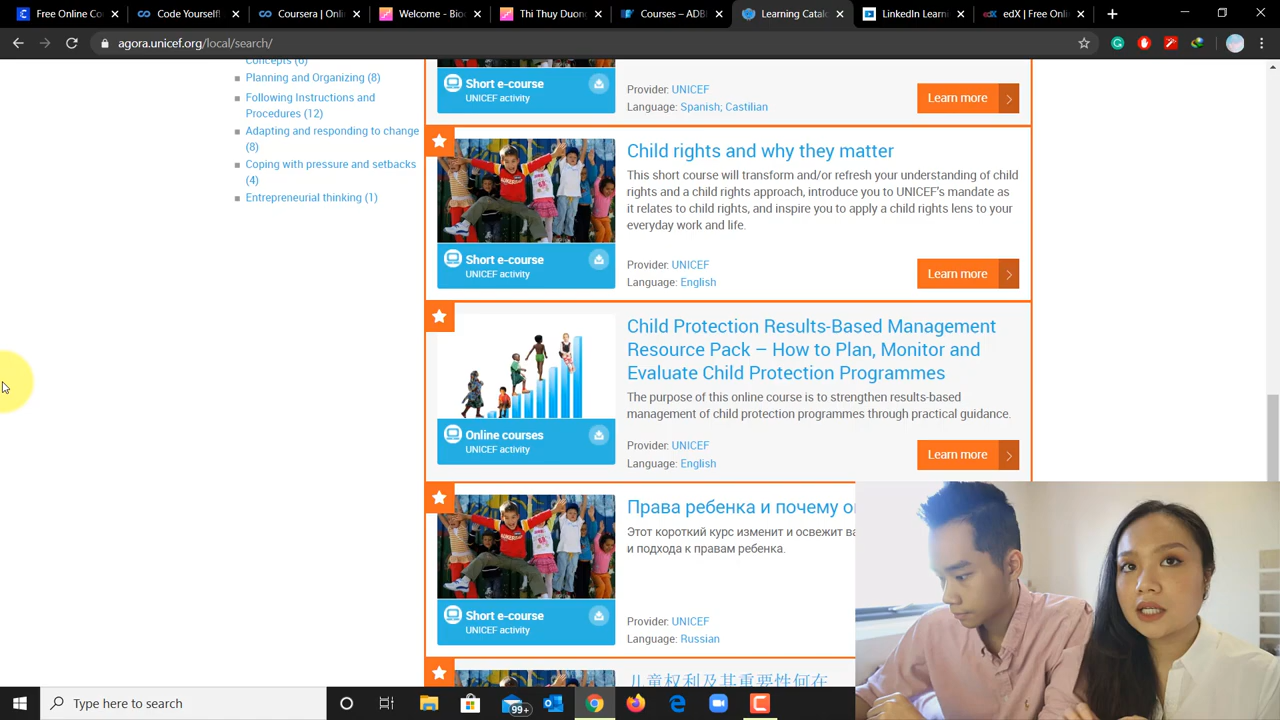 Free Online Co
Code Yourself
Coursera | Onl
Welcome - Bio
Thi Thuy Duon
Courses – ADB
Learning Catalo
LinkedIn Learn
edX | Free Onlin
agora.unicef.org/local/search/
Concepts (6)
Planning and Organizing (8)
Following Instructions and
Procedures (12)
Adapting and responding to change
(8)
Coping with pressure and setbacks
(4)
Entrepreneurial thinking (1)
Short e-course
UNICEF activity
Provider: UNICEF
Language: Spanish; Castilian
Learn more
Child rights and why they matter
This short course will transform and/or refresh your understanding of child
rights and a child rights approach, introduce you to UNICEF's mandate as
it relates to child rights, and inspire you to apply a child rights lens to your
everyday work and life.
Short e-course
UNICEF activity
Provider: UNICEF
Language: English
Learn more
Child Protection Results-Based Management
Resource Pack – How to Plan, Monitor and
Evaluate Child Protection Programmes
The purpose of this online course is to strengthen results-based
management of child protection programmes through practical guidance.
Online courses
UNICEF activity
Provider: UNICEF
Language: English
Learn more
Права ребенка и почему о
Этот короткий курс изменит и освежит ва
и подхода к правам ребенка.
Short e-course
UNICEF activity
Provider: UNICEF
Language: Russian
儿童权利及其重要性何在
Type here to search
99+